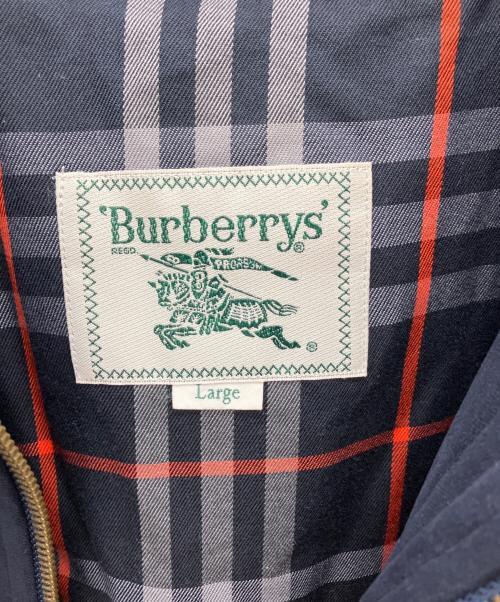 'Burberrys'®
REGD.
PRORSUM
®
Large